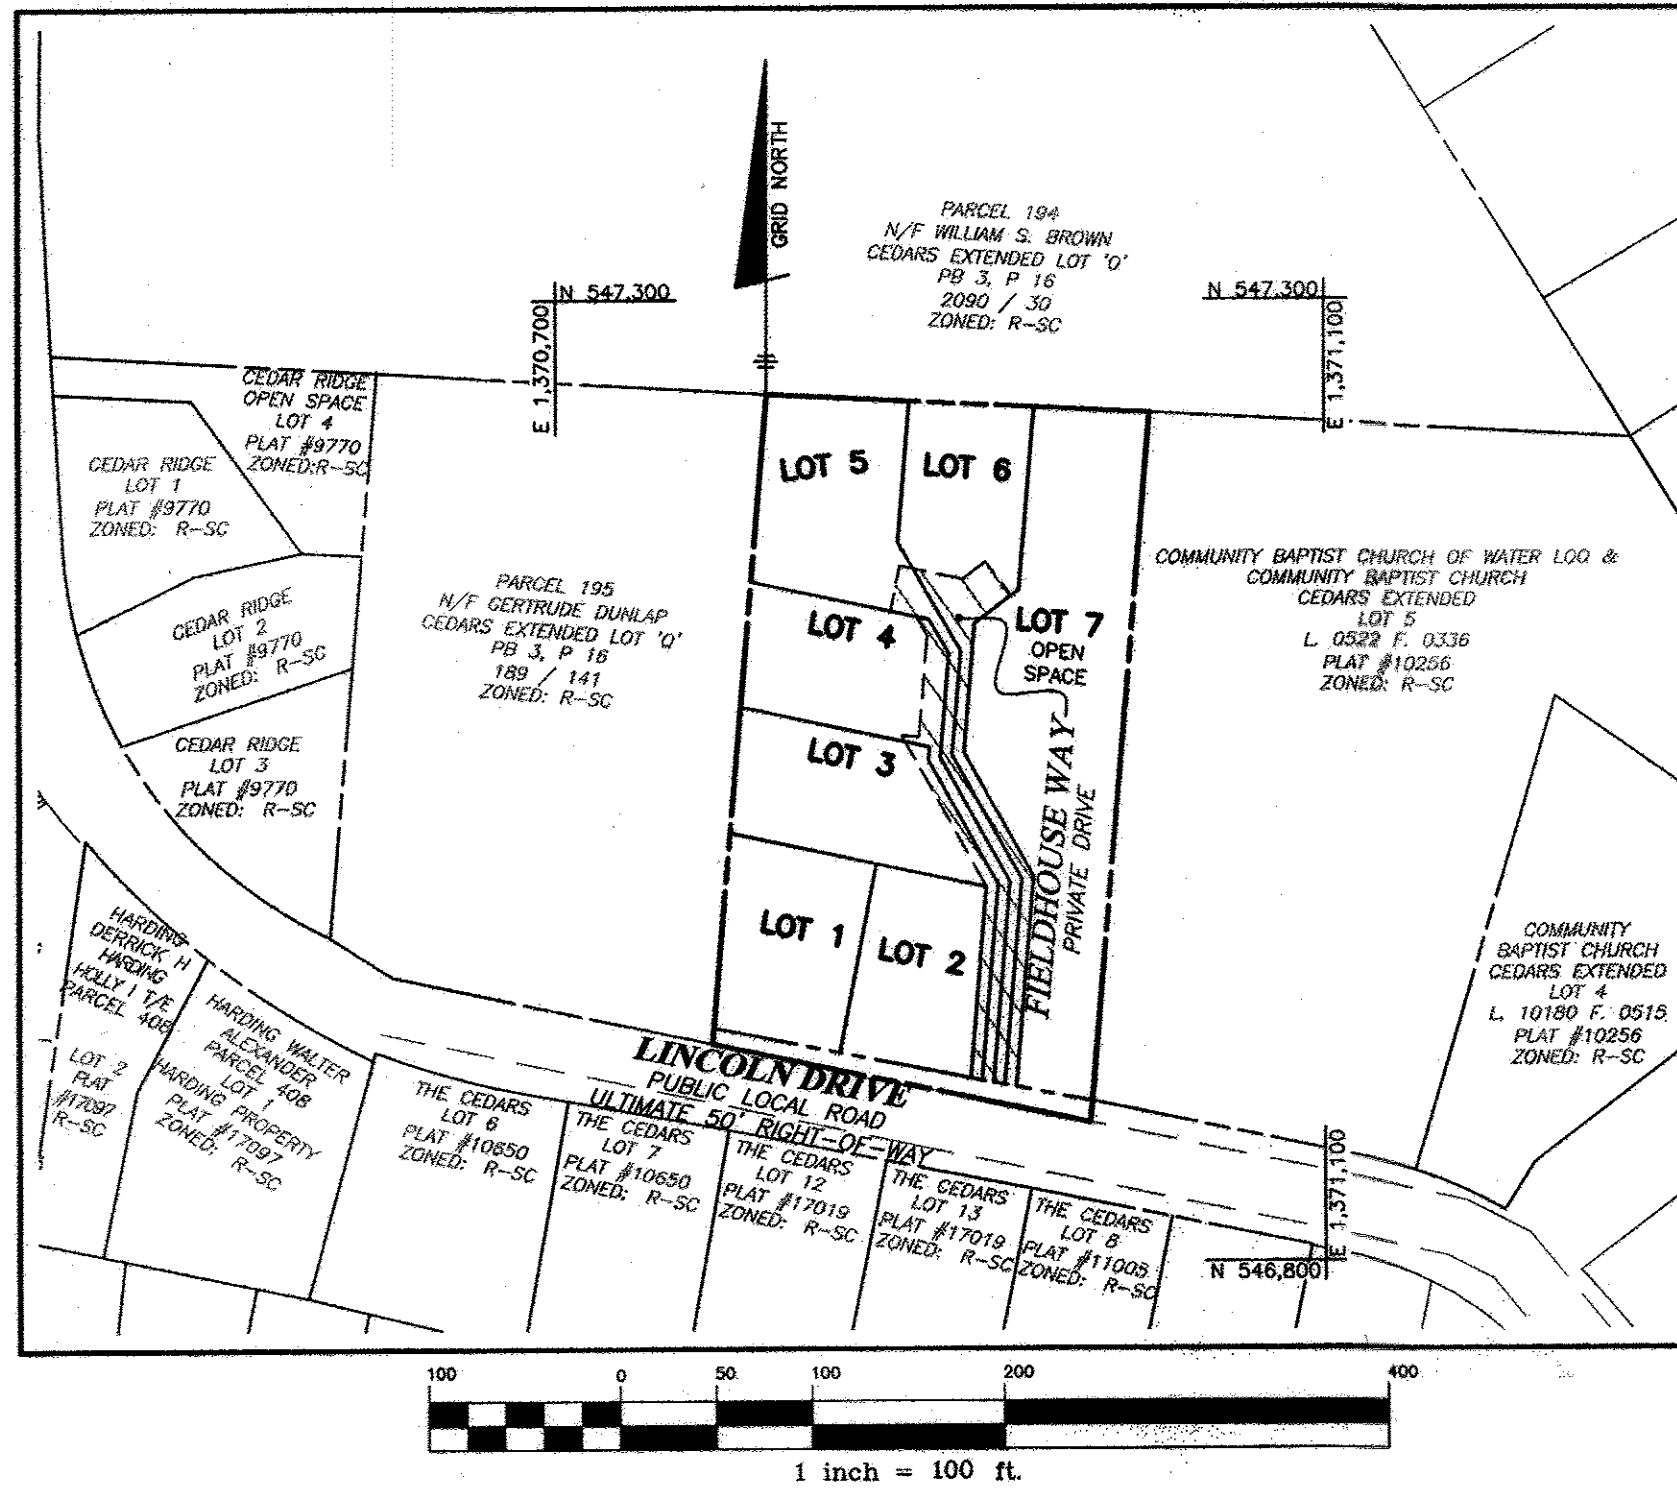 GRID NORTH
PARCEL 194
N/F WILLIAM S. BROWN
CEDARS EXTENDED LOT 'O'
PB 3, P 16
2090 / 30
ZONED: R-SC
N 547,300
E 1,370,700
N 547,300
E 1,371,100
CEDAR RIDGE
OPEN SPACE
LOT 4
PLAT #9770
ZONED:R-SC
CEDAR RIDGE
LOT 1
PLAT #9770
ZONED: R-SC
CEDAR RIDGE
LOT 2
PLAT #9770
ZONED: R-SC
CEDAR RIDGE
LOT 3
PLAT #9770
ZONED: R-SC
PARCEL 195
N/F GERTRUDE DUNLAP
CEDARS EXTENDED LOT 'Q'
PB 3, P 16
189 / 141
ZONED: R-SC
LOT 5
LOT 6
LOT 4
LOT 7
OPEN
SPACE
LOT 3
LOT 1
LOT 2
FIELDHOUSE WAY
PRIVATE DRIVE
COMMUNITY BAPTIST CHURCH OF WATER LOO &
COMMUNITY BAPTIST CHURCH
CEDARS EXTENDED
LOT 5
L. 0522 F. 0336
PLAT #10256
ZONED: R-SC
COMMUNITY
BAPTIST CHURCH
CEDARS EXTENDED
LOT 4
L. 10180 F. 0515
PLAT #10256
ZONED: R-SC
HARDING
DERRICK H
HARDING
HOLLY I T/E
PARCEL 408
LOT 2
PLAT
#17097
R-SC
HARDING WALTER
ALEXANDER
PARCEL 408
LOT 1
HARDING PROPERTY
PLAT #17097
ZONED: R-SC
LINCOLN DRIVE
PUBLIC LOCAL ROAD
ULTIMATE 50' RIGHT-OF-WAY
THE CEDARS
LOT 6
PLAT #10650
ZONED: R-SC
THE CEDARS
LOT 7
PLAT #10650
ZONED: R-SC
THE CEDARS
LOT 12
PLAT #17019
ZONED: R-SC
THE CEDARS
LOT 13
PLAT #17019
ZONED: R-SC
THE CEDARS
LOT 8
PLAT #11005
ZONED: R-SC
E 1,371,100
N 546,800
100 0 50 100 200 400
1 inch = 100 ft.